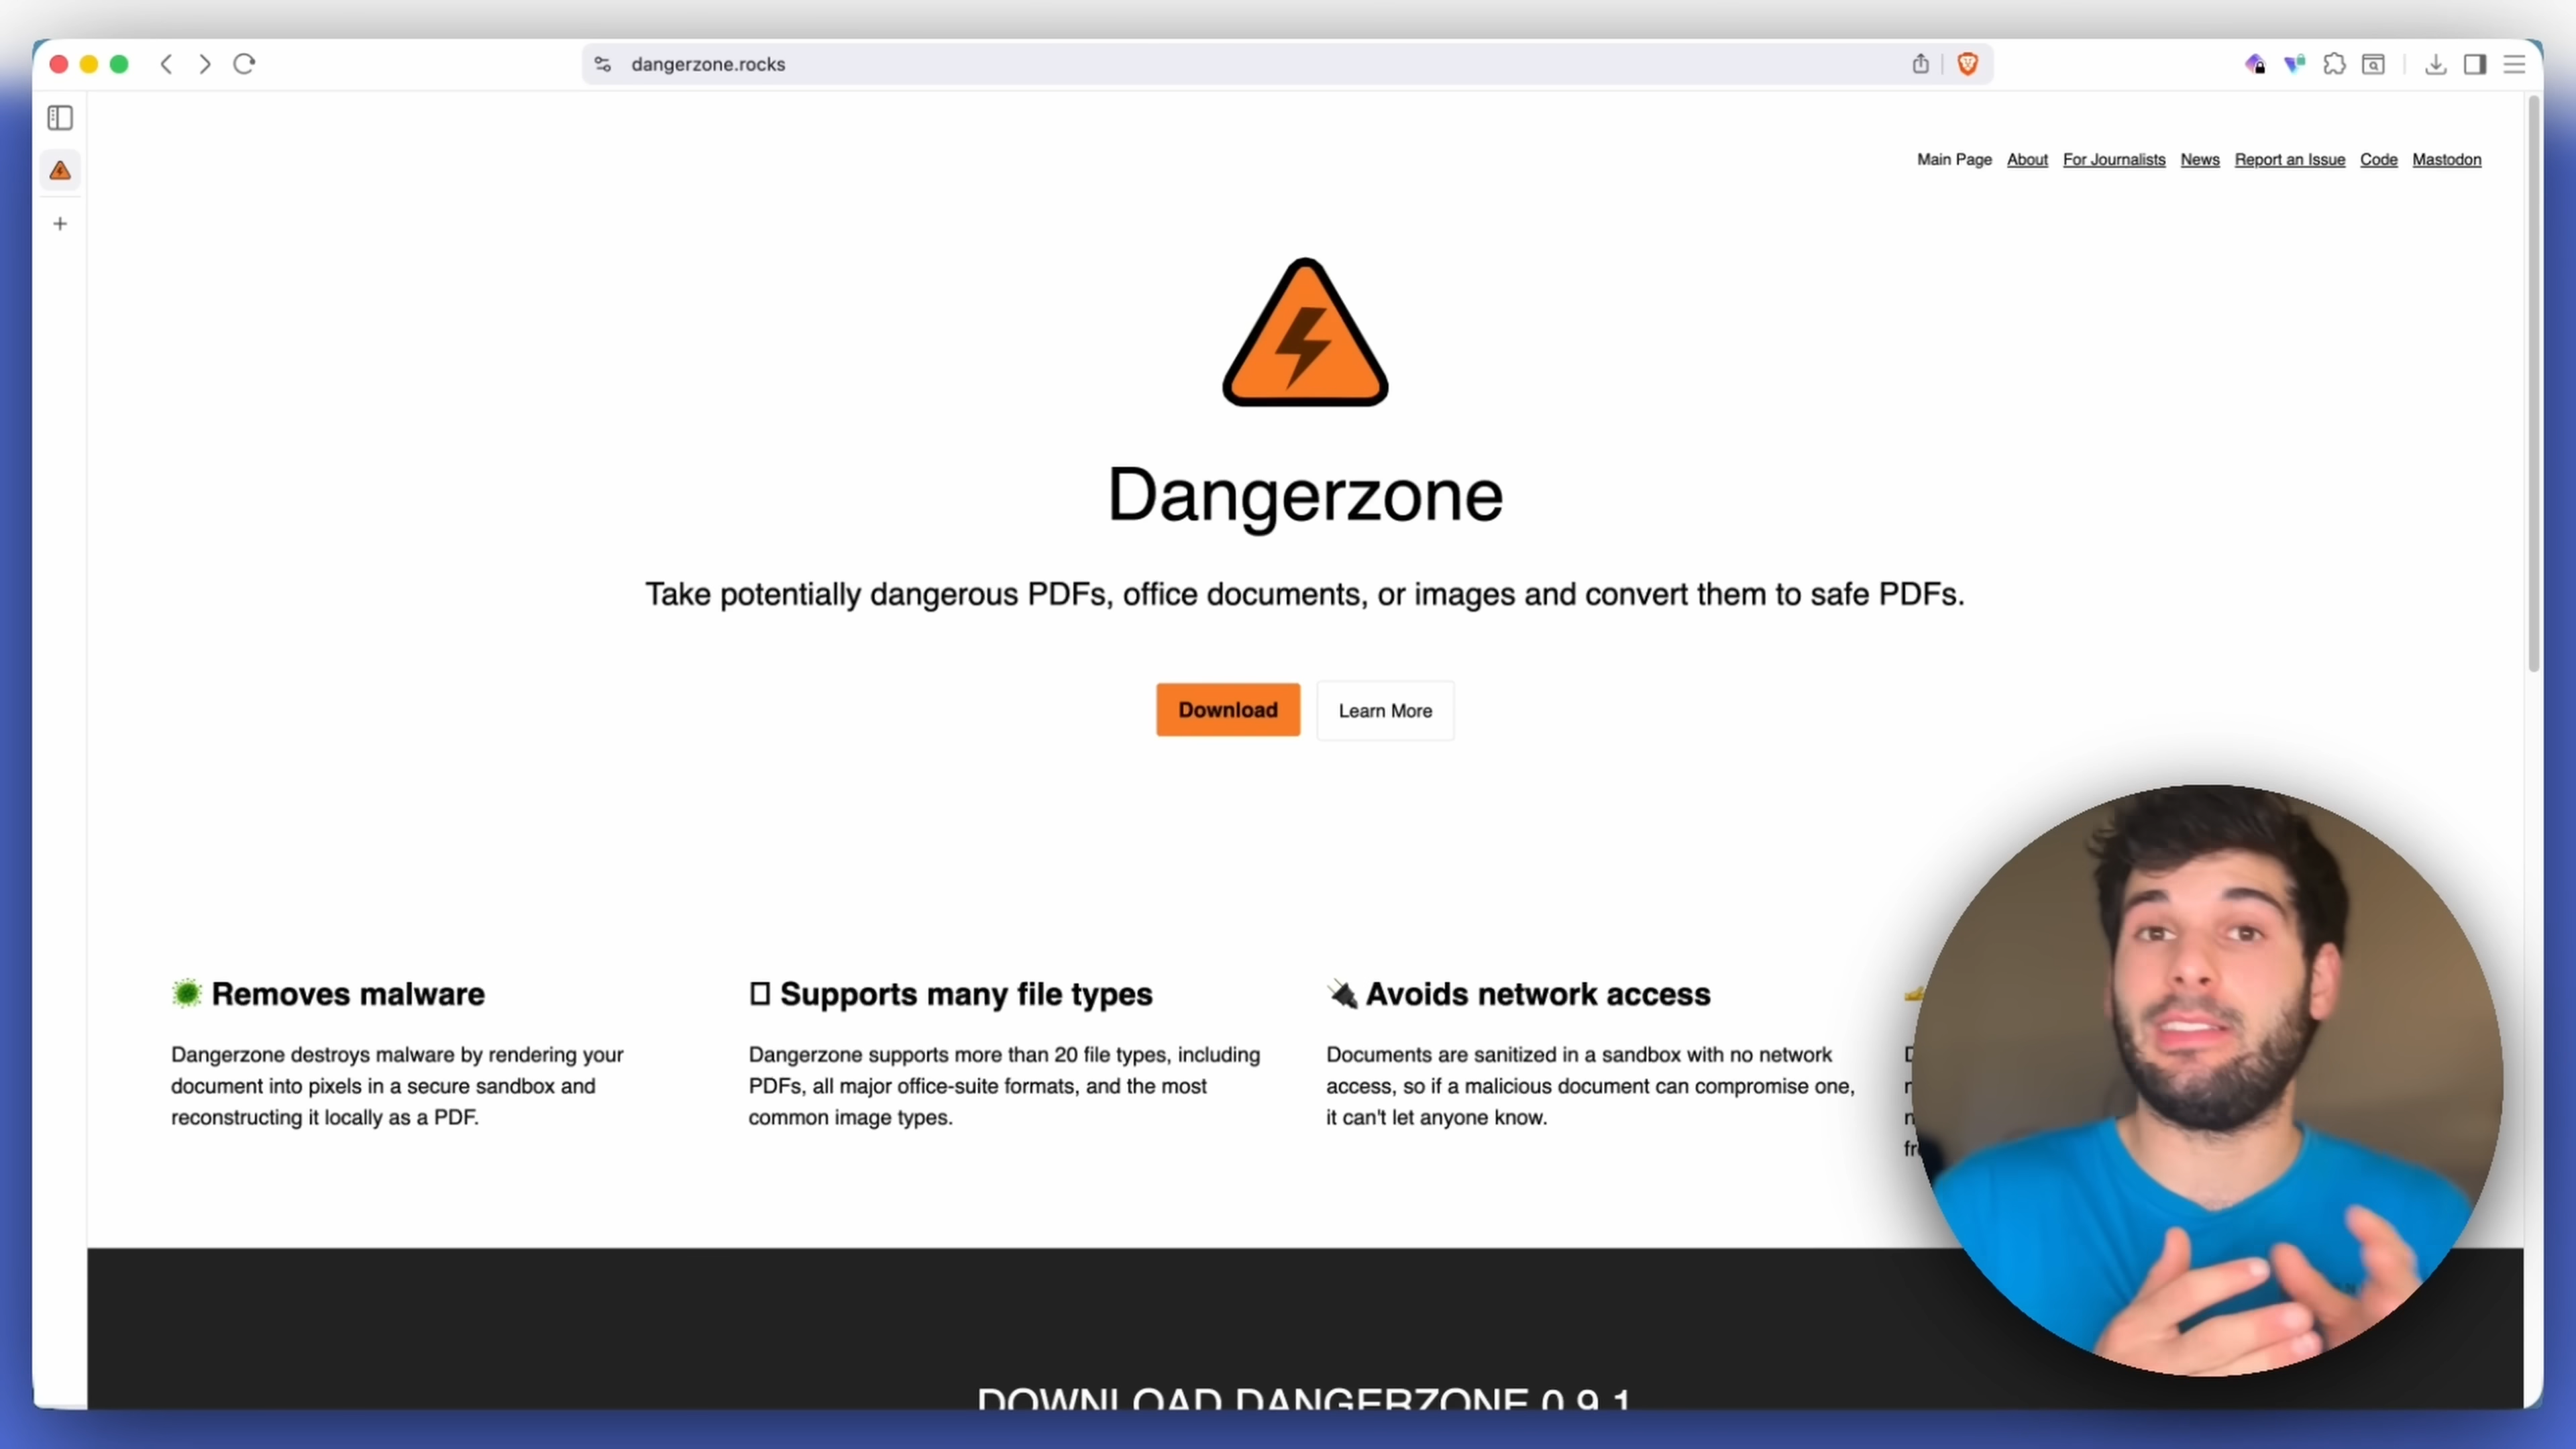 dangerzone.rocks
Main Page About For Journalists News Report an Issue Code Mastodon
Dangerzone
Take potentially dangerous PDFs, office documents, or images and convert them to safe PDFs.
Download Learn More
Removes malware
Dangerzone destroys malware by rendering your
document into pixels in a secure sandbox and
reconstructing it locally as a PDF.
Supports many file types
Dangerzone supports more than 20 file types, including
PDFs, all major office-suite formats, and the most
common image types.
Avoids network access
Documents are sanitized in a sandbox with no network
access, so if a malicious document can compromise one,
it can't let anyone know.
DOWNLOAD DANGERZONE 0.9.1